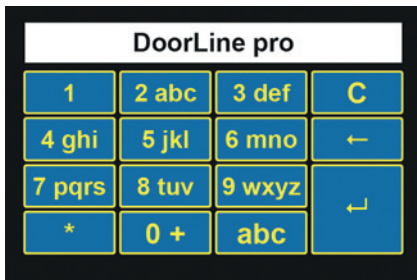 DoorLine pro
1 2 abc 3 def C
4 ghi 5 jkl 6 mno ←
7 pqrs 8 tuv 9 wxyz ↵
* 0 + abc